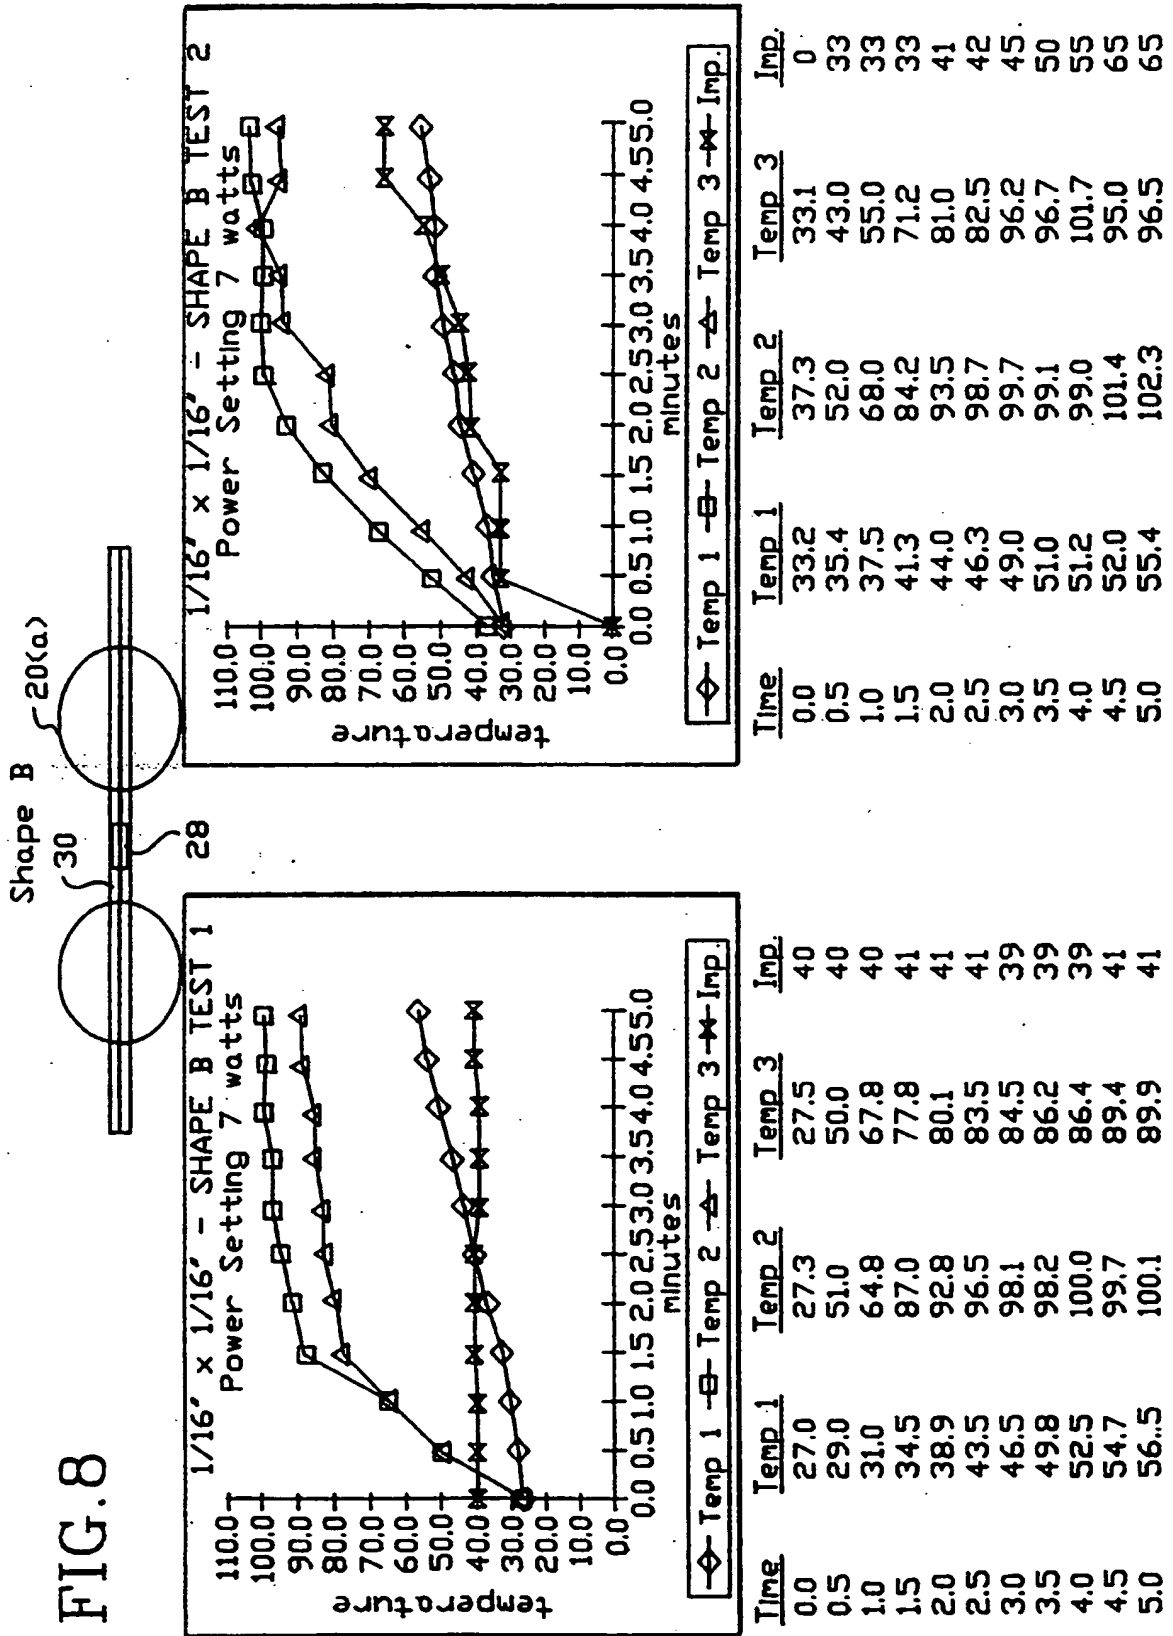 FIG.8
Shape B
30
28
20(a)
1/16" x 1/16" - SHAPE B TEST 1
Power Setting 7 watts
temperature
110.0
100.0
90.0
80.0
70.0
60.0
50.0
40.0
30.0
20.0
10.0
0.0
0.0 0.5 1.0 1.5 2.0 2.5 3.0 3.5 4.0 4.5 5.0
minutes
Temp 1 Temp 2 Temp 3 Imp.
Time Temp 1 Temp 2 Temp 3 Imp.
0.0 27.0 27.3 27.5 40
0.5 29.0 51.0 50.0 40
1.0 31.0 64.8 67.8 40
1.5 34.5 87.0 77.8 41
2.0 38.9 92.8 80.1 41
2.5 43.5 96.5 83.5 41
3.0 46.5 98.1 84.5 39
3.5 49.8 98.2 86.2 39
4.0 52.5 100.0 86.4 39
4.5 54.7 99.7 89.4 41
5.0 56.5 100.1 89.9 41
1/16" x 1/16" - SHAPE B TEST 2
Power Setting 7 watts
temperature
110.0
100.0
90.0
80.0
70.0
60.0
50.0
40.0
30.0
20.0
10.0
0.0
0.0 0.5 1.0 1.5 2.0 2.5 3.0 3.5 4.0 4.5 5.0
minutes
Temp 1 Temp 2 Temp 3 Imp.
Time Temp 1 Temp 2 Temp 3 Imp.
0.0 33.2 37.3 33.1 0
0.5 35.4 52.0 43.0 33
1.0 37.5 68.0 55.0 33
1.5 41.3 84.2 71.2 33
2.0 44.0 93.5 81.0 41
2.5 46.3 98.7 82.5 42
3.0 49.0 99.7 96.2 45
3.5 51.0 99.1 96.7 50
4.0 51.2 99.0 101.7 55
4.5 52.0 101.4 95.0 65
5.0 55.4 102.3 96.5 65